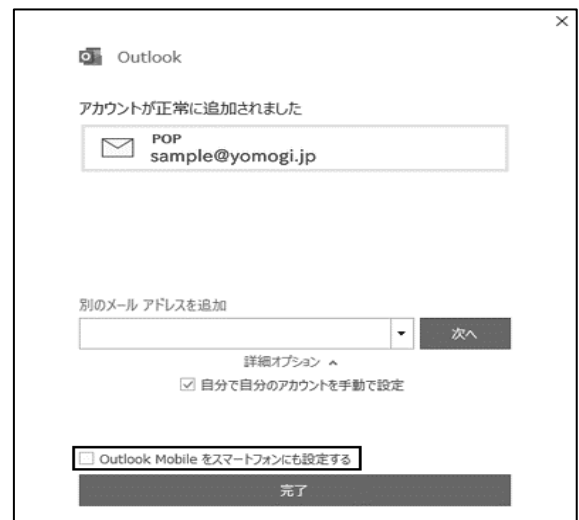 Outlook
アカウントが正常に追加されました
POP
sample@yomogi.jp
別のメール アドレスを追加
次へ
詳細オプション
自分で自分のアカウントを手動で設定
Outlook Mobile をスマートフォンにも設定する
完了